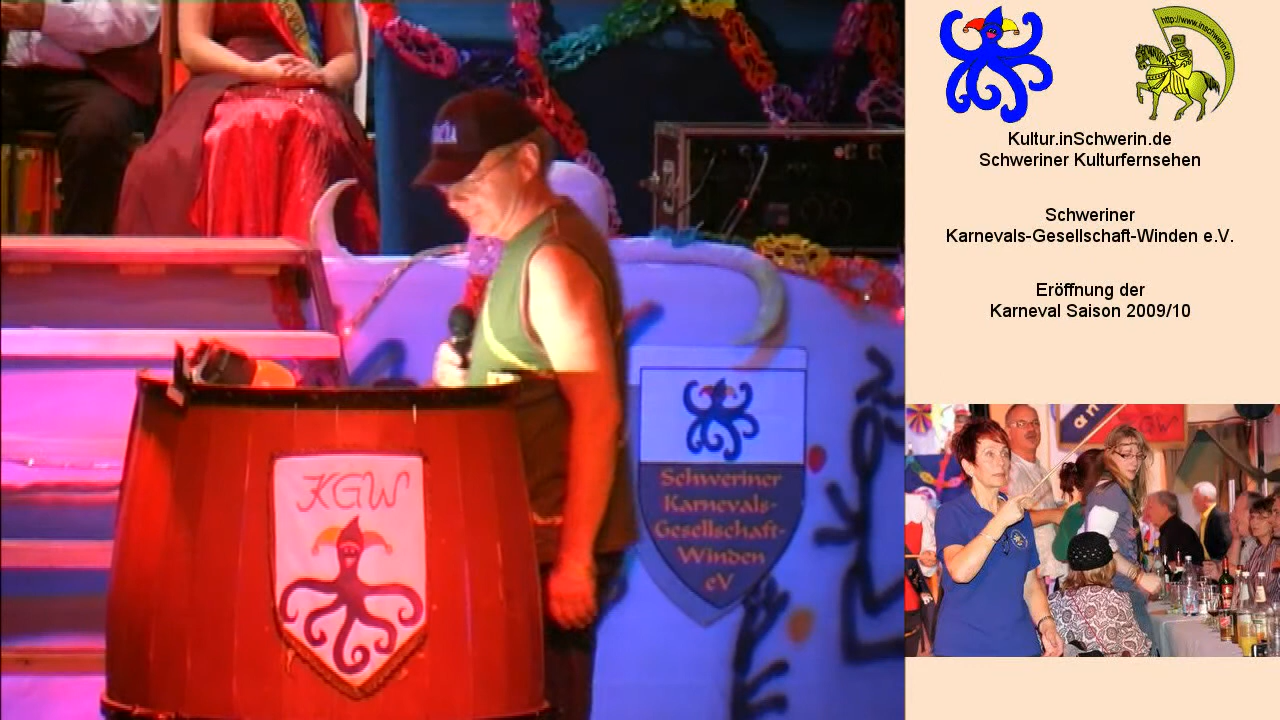 KGW
Schweriner
Karnevals-
Gesellschaft-
Winden
eV
http://www.inschwerin.de
Kultur.inSchwerin.de
Schweriner Kulturfernsehen
Schweriner
Karnevals-Gesellschaft-Winden e.V.
Eröffnung der
Karneval Saison 2009/10